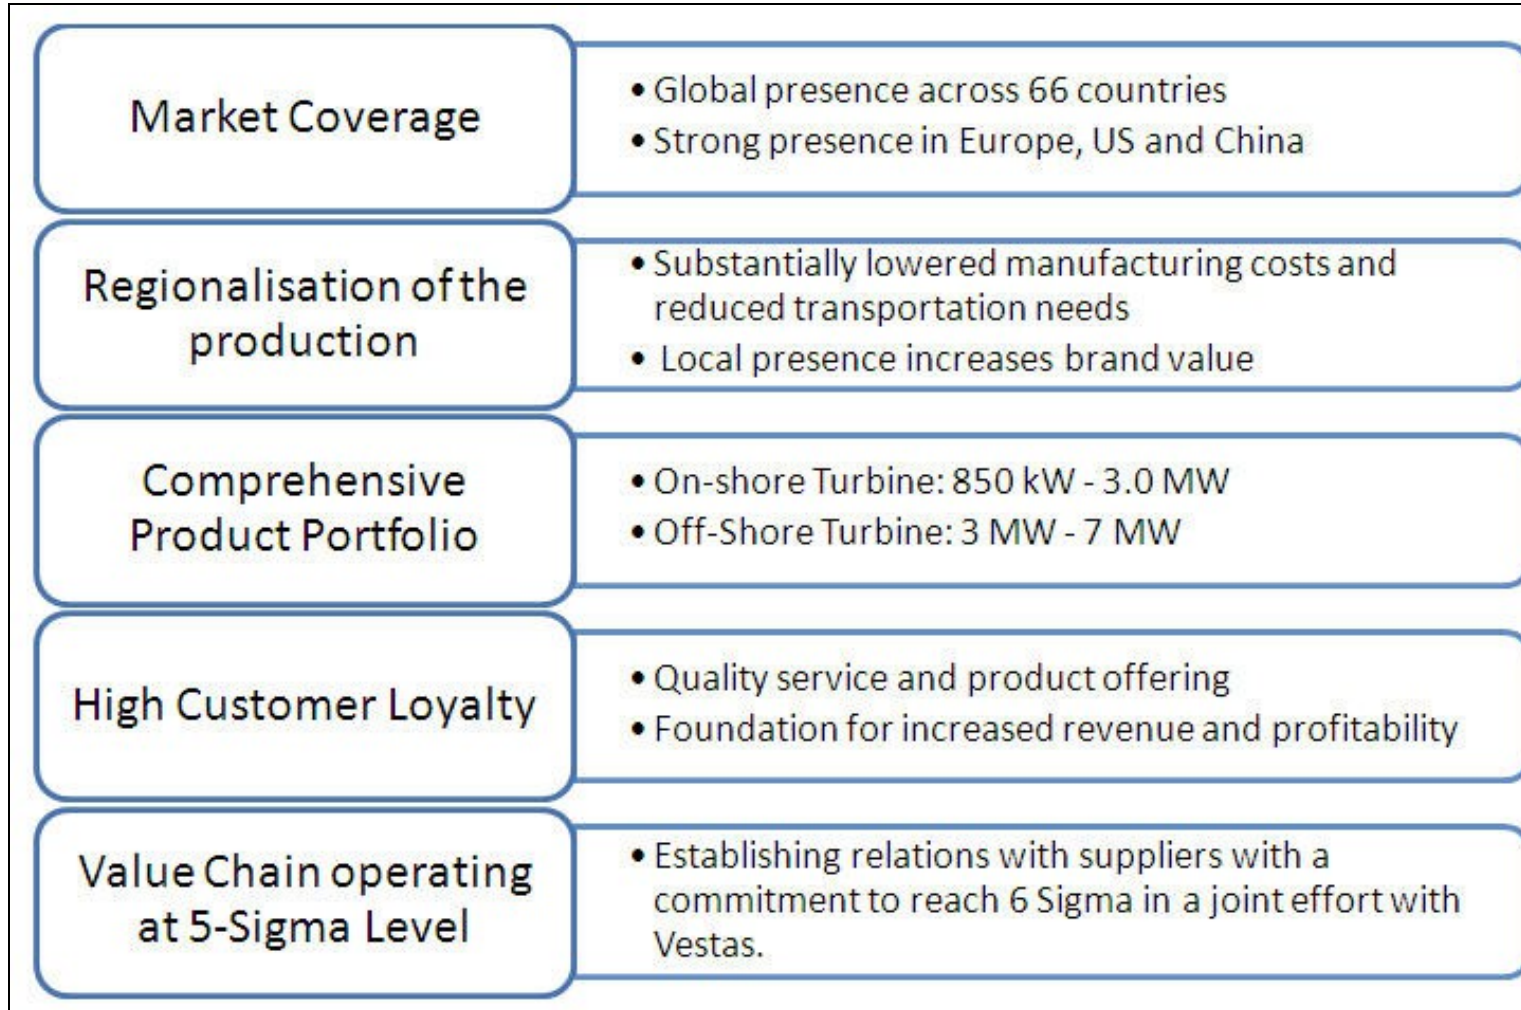 Market Coverage
• Global presence across 66 countries
• Strong presence in Europe, US and China
Regionalisation of the
production
• Substantially lowered manufacturing costs and
reduced transportation needs
• Local presence increases brand value
Comprehensive
Product Portfolio
• On-shore Turbine: 850 kW - 3.0 MW
• Off-Shore Turbine: 3 MW - 7 MW
High Customer Loyalty
• Quality service and product offering
• Foundation for increased revenue and profitability
Value Chain operating
at 5-Sigma Level
• Establishing relations with suppliers with a
commitment to reach 6 Sigma in a joint effort with
Vestas.